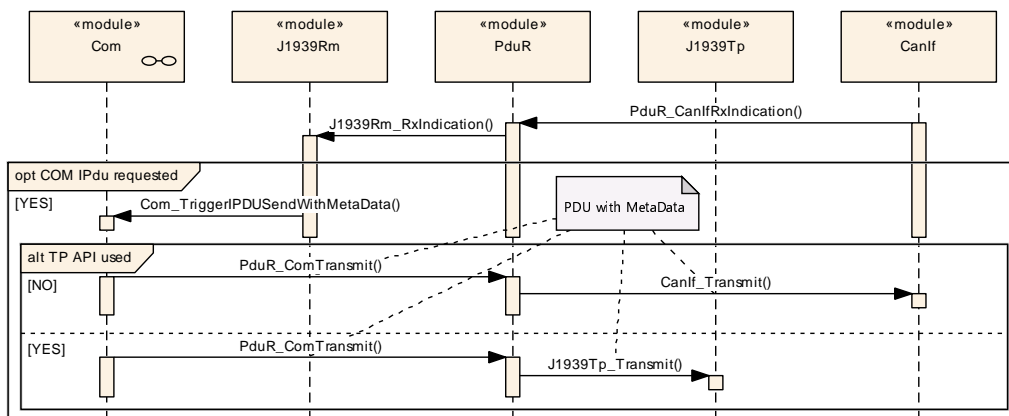 «module»
Com
«module»
J1939Rm
«module»
PduR
«module»
J1939Tp
«module»
CanIf
PduR_CanIfRxIndication()
J1939Rm_RxIndication()
opt COM IPdu requested
[YES]
Com_TriggerIPDUSendWithMetaData()
PDU with MetaData
alt TP API used
[NO]
PduR_ComTransmit()
CanIf_Transmit()
[YES]
PduR_ComTransmit()
J1939Tp_Transmit()